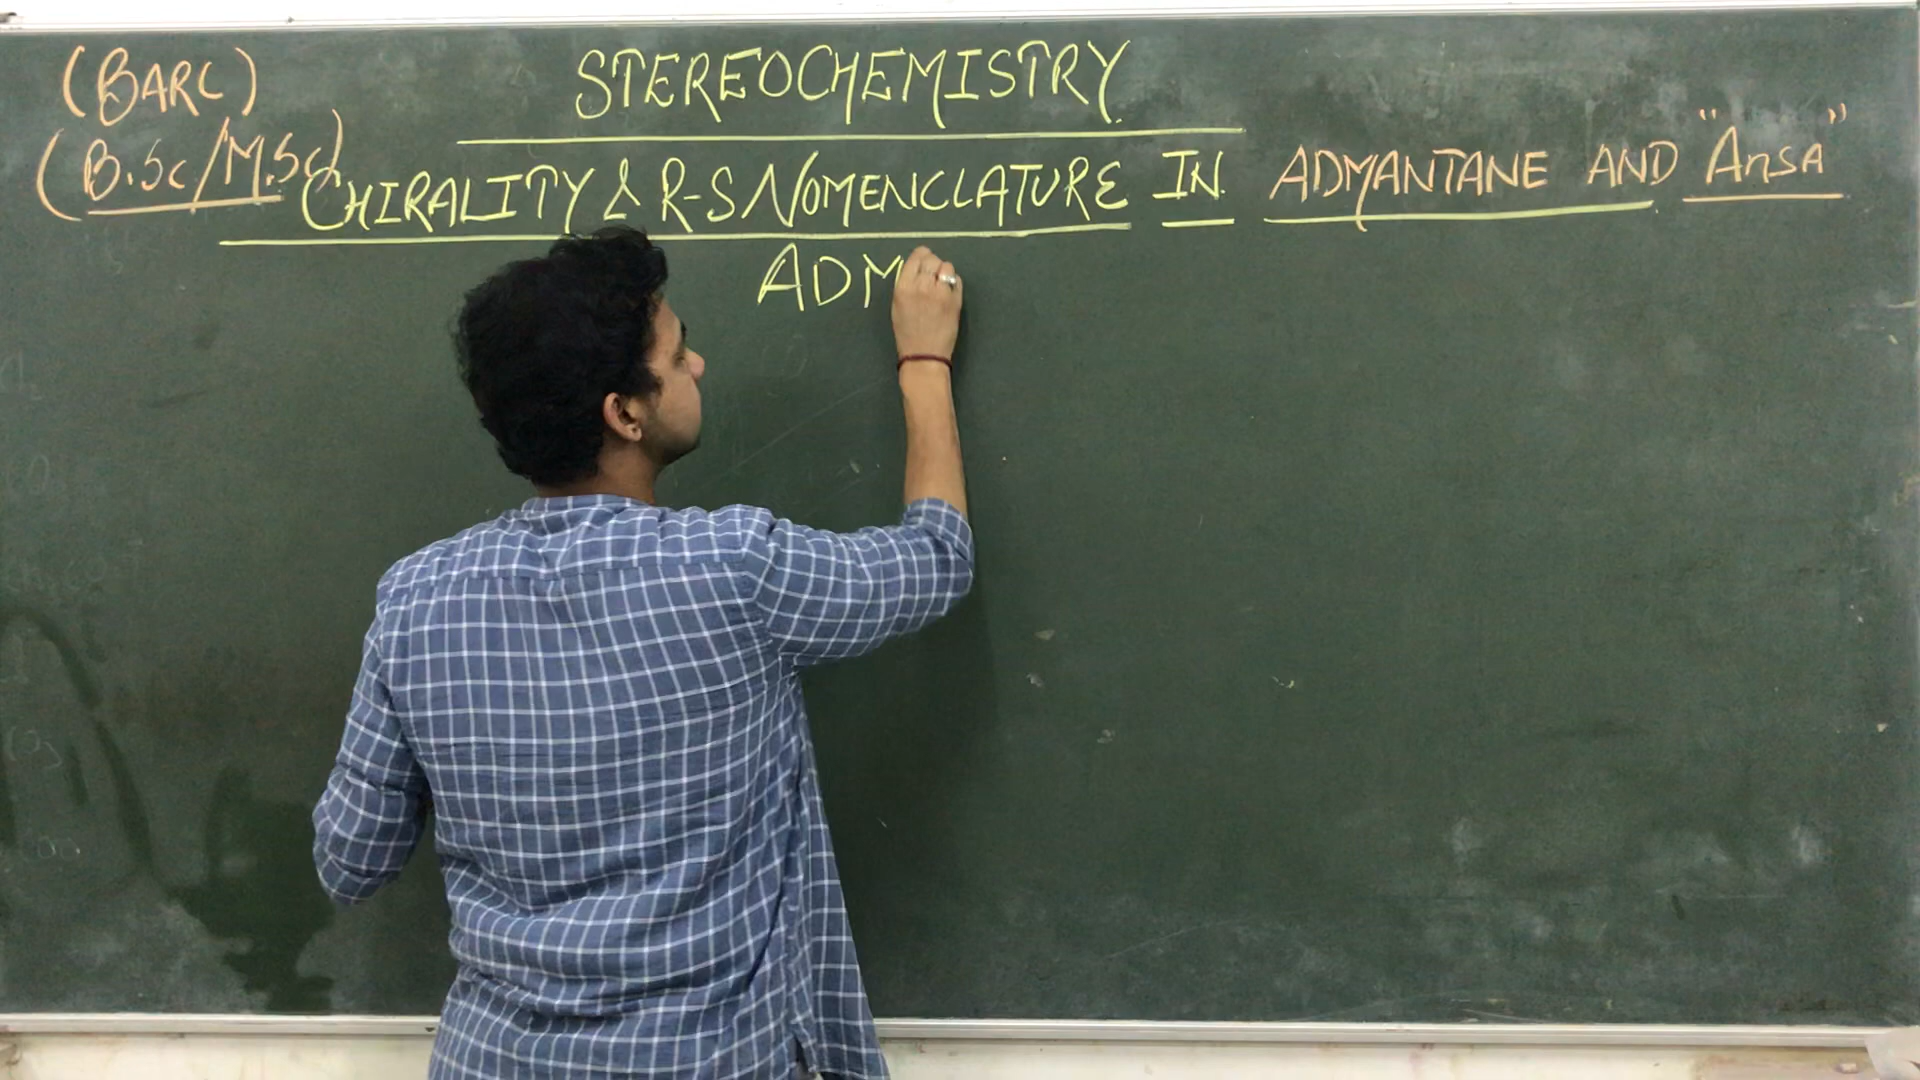 (BARC)
STEREOCHEMISTRY
(B.Sc/M.Sc)
CHIRALITY & R-S NOMENCLATURE IN ADMANTANE AND "Ansa"
ADM